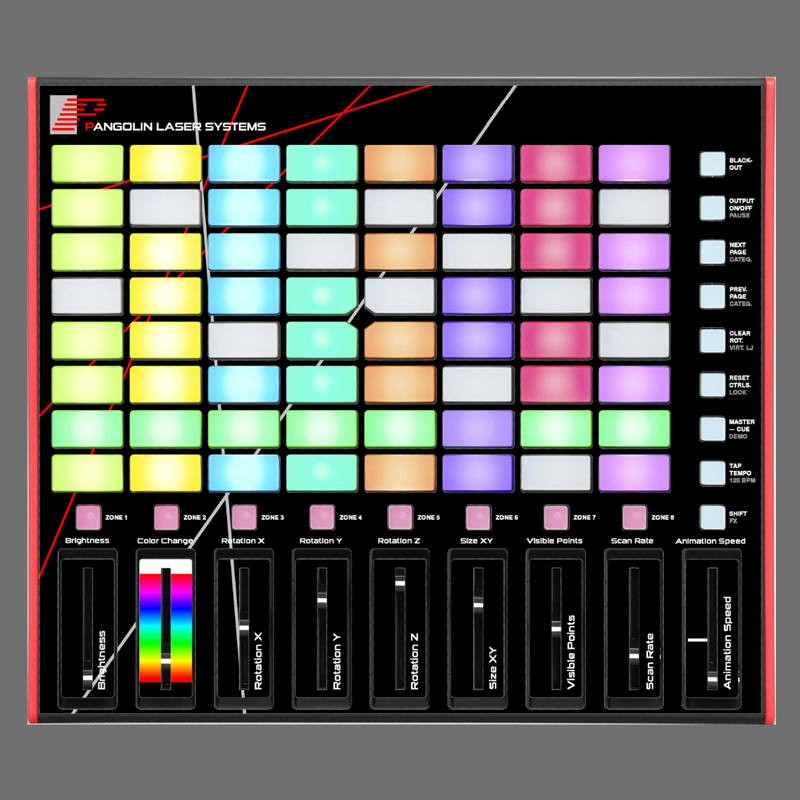 PANGOLIN LASER SYSTEMS
BLACK-
OUT
OUTPUT
ON/OFF
PAUSE
NEXT
PAGE
CATEG.
PREV.
PAGE
CATEG.
CLEAR
ROT.
VIRT. LJ
RESET
CTRLS.
LOCK
MASTER
— CUE
DEMO
TAP
TEMPO
120 BPM
ZONE 1
ZONE 2
ZONE 3
ZONE 4
ZONE 5
ZONE 6
ZONE 7
ZONE 8
SHIFT
FX
Brightness
Color Change
Rotation X
Rotation Y
Rotation Z
Size XY
Visible Points
Scan Rate
Animation Speed
Brightness
Rotation X
Rotation Y
Rotation Z
Size XY
Visible Points
Scan Rate
Animation Speed